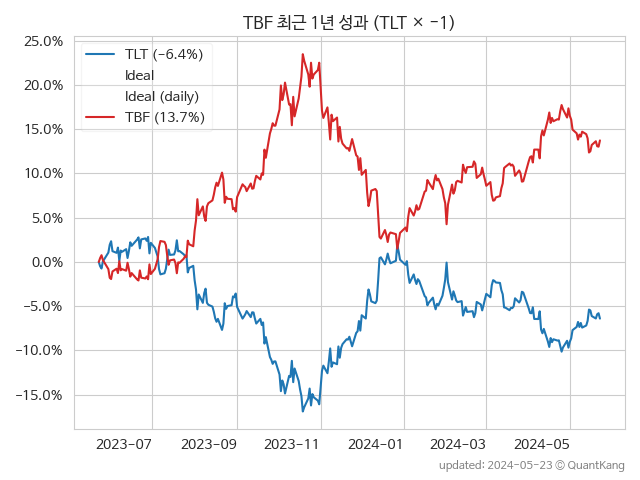 TBF 최근 1년 성과 (TLT × −1)
25.0%
20.0%
15.0%
10.0%
5.0%
0.0%
−5.0%
−10.0%
−15.0%
TLT (−6.4%)
Ideal
Ideal (daily)
TBF (13.7%)
2023−07
2023−09
2023−11
2024−01
2024−03
2024−05
updated: 2024-05-23 © QuantKang